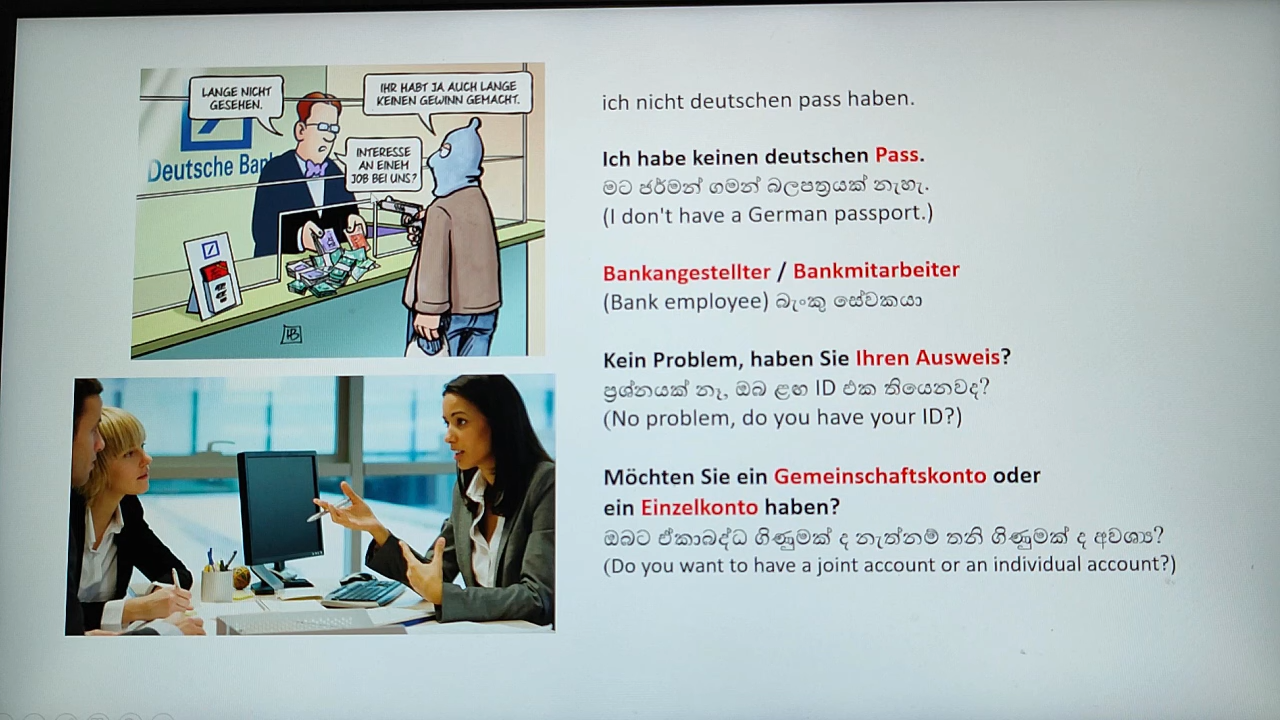 LANGE NICHT
GESEHEN.
IHR HABT JA AUCH LANGE
KEINEN GEWINN GEMACHT.
INTERESSE
AN EINEM
JOB BEI UNS?
Deutsche Ban
HB
ich nicht deutschen pass haben.
Ich habe keinen deutschen Pass.
මට ජර්මන් ගමන් බලපත්‍රයක් නැහැ.
(I don't have a German passport.)
Bankangestellter / Bankmitarbeiter
(Bank employee) බැංකු සේවකයා
Kein Problem, haben Sie Ihren Ausweis?
ප්‍රශ්නයක් නෑ, ඔබ ළඟ ID එක තියෙනවද?
(No problem, do you have your ID?)
Möchten Sie ein Gemeinschaftskonto oder
ein Einzelkonto haben?
ඔබට ඒකාබද්ධ ගිණුමක් ද නැත්නම් තනි ගිණුමක් ද අවශ්‍ය?
(Do you want to have a joint account or an individual account?)